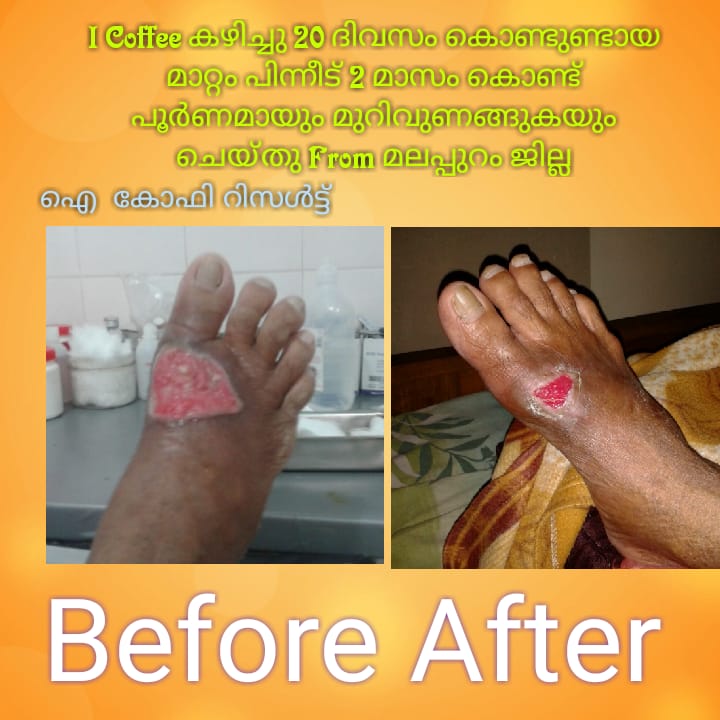 I Coffee കഴിച്ചു 20 ദിവസം കൊണ്ടുണ്ടായ
മാറ്റം പിന്നീട് 2 മാസം കൊണ്ട്
പൂർണമായും മുറിവുണങ്ങുകയും
ചെയ്തു From മലപ്പുറം ജില്ല
ഐ കോഫി റിസൾട്ട്
Before After